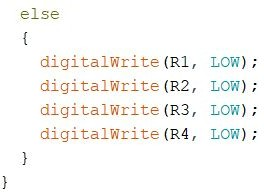 else
{
digitalWrite(R1, LOW);
digitalWrite(R2, LOW);
digitalWrite(R3, LOW);
digitalWrite(R4, LOW);
}
}